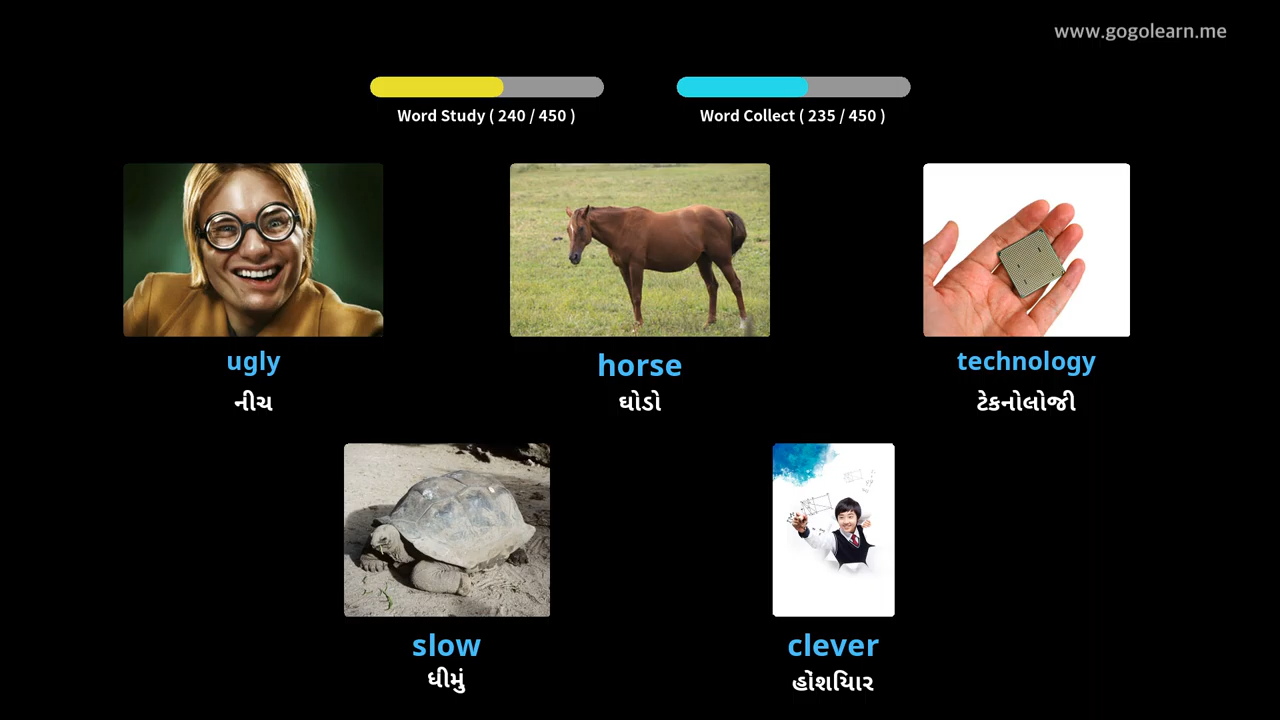 www.gogolearn.me
Word Study ( 240 / 450 )
Word Collect ( 235 / 450 )
ugly
નીચ
horse
ઘોડો
technology
ટેકનોલોજી
slow
ધીમું
clever
હોંશિયાર